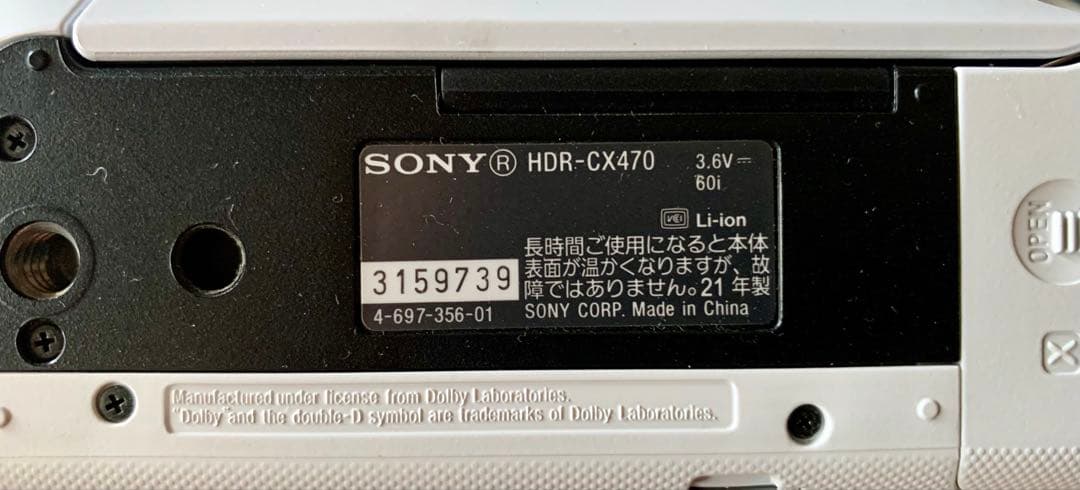 SONY® HDR-CX470 3.6V⎓
60i
VCI Li-ion
長時間ご使用になると本体
表面が温かくなりますが、故
障ではありません。21年製
3159739
4-697-356-01 SONY CORP. Made in China
OPEN
Manufactured under license from Dolby Laboratories.
"Dolby"and the double-D symbol are trademarks of Dolby Laboratories.